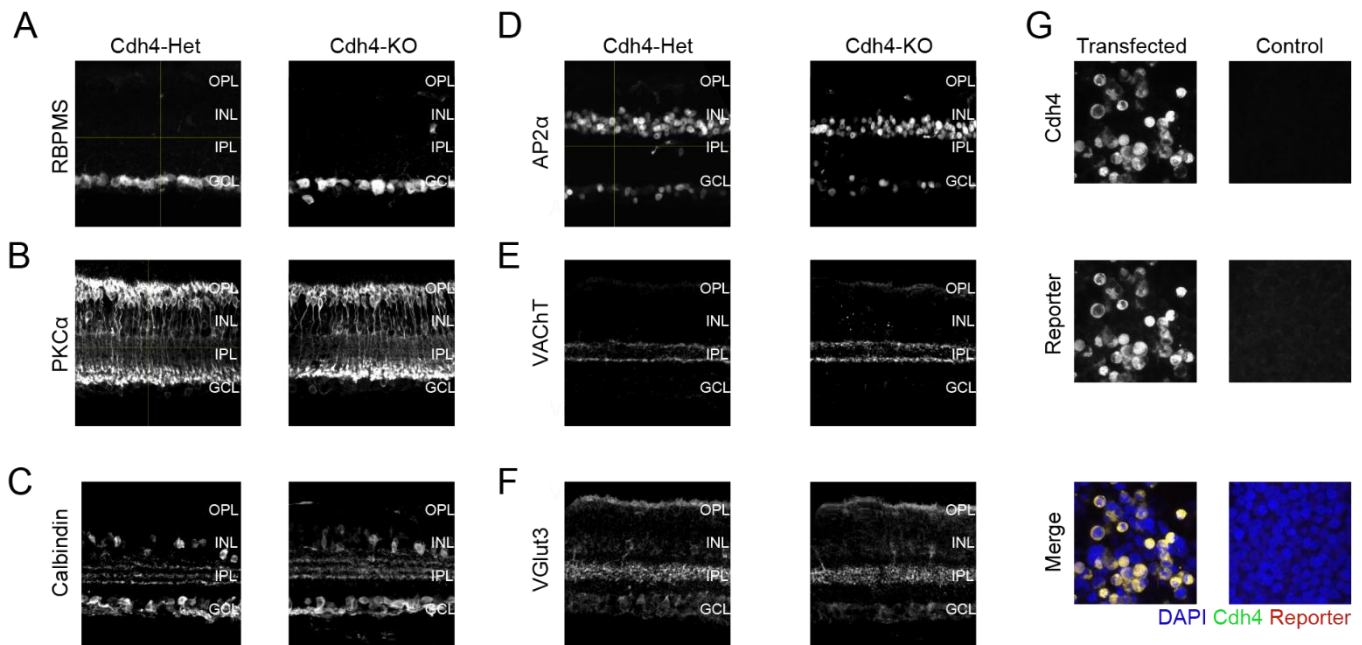 A
Cdh4-Het
Cdh4-KO
RBPMS
OPL
INL
IPL
GCL
OPL
INL
IPL
GCL
B
PKCα
OPL
INL
IPL
GCL
OPL
INL
IPL
GCL
C
Calbindin
OPL
INL
IPL
GCL
OPL
INL
IPL
GCL
D
Cdh4-Het
Cdh4-KO
AP2α
OPL
INL
IPL
GCL
OPL
INL
IPL
GCL
E
VAChT
OPL
INL
IPL
GCL
OPL
INL
IPL
GCL
F
VGlut3
OPL
INL
IPL
GCL
OPL
INL
IPL
GCL
G
Transfected
Control
Cdh4
Reporter
Merge
DAPI Cdh4 Reporter